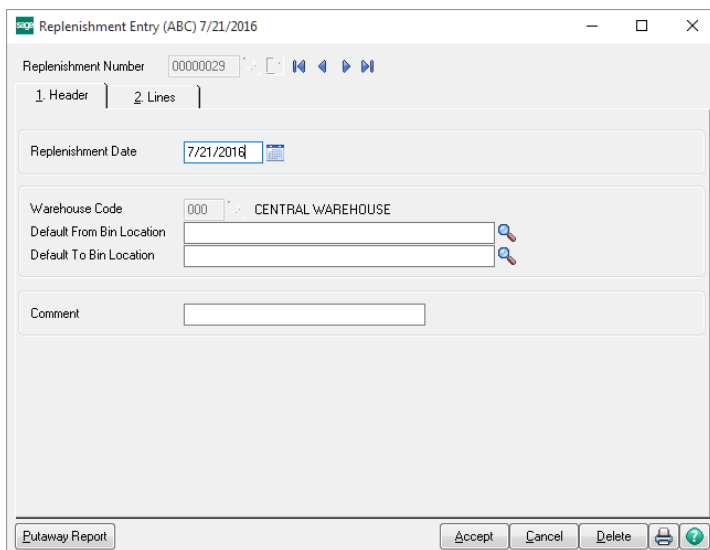 sage Replenishment Entry (ABC) 7/21/2016
Replenishment Number 00000029
1. Header 2. Lines
Replenishment Date 7/21/2016
Warehouse Code 000 CENTRAL WAREHOUSE
Default From Bin Location
Default To Bin Location
Comment
Putaway Report Accept Cancel Delete